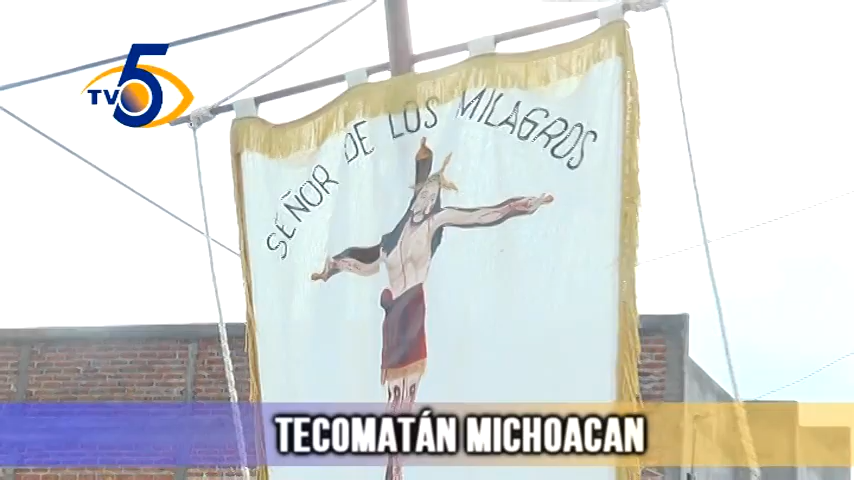 TV5
SEÑOR DE LOS MILAGROS
TECOMATÁN MICHOACAN